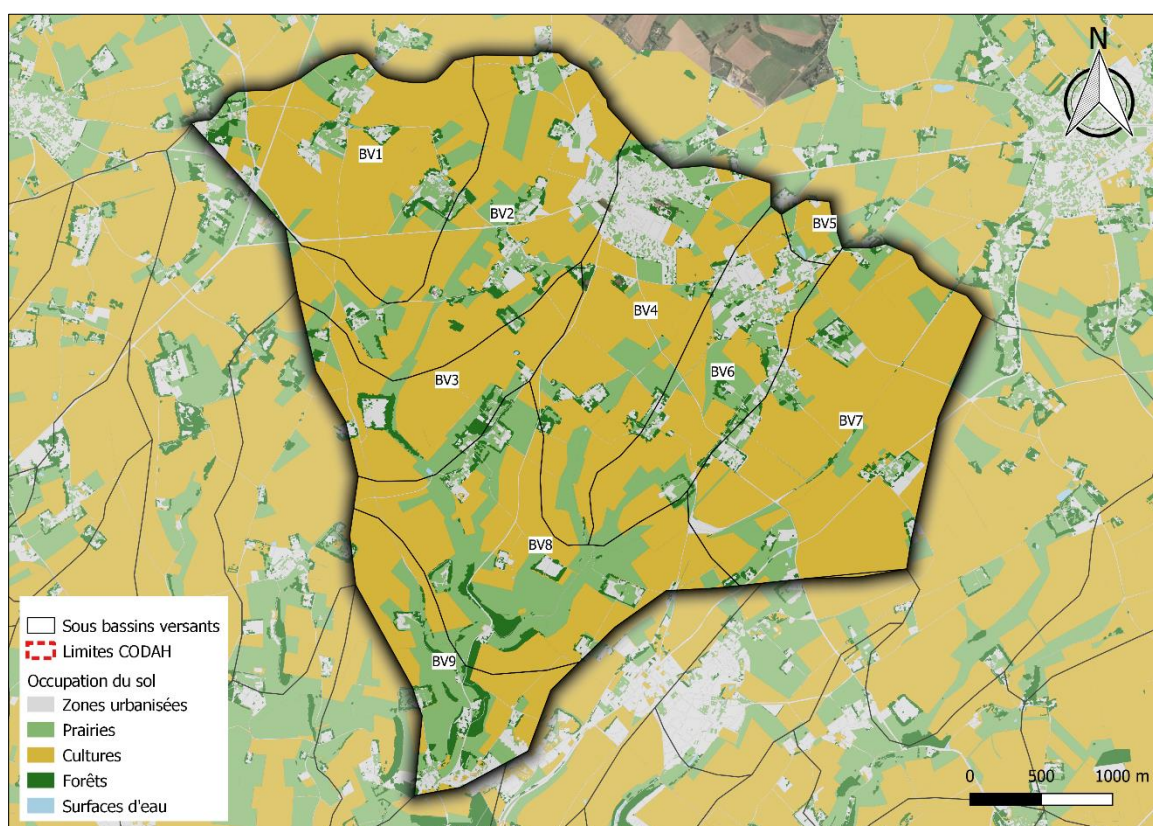 N
BV1
BV2
BV5
BV4
BV3
BV6
BV7
BV8
BV9
Sous bassins versants
Limites CODAH
Occupation du sol
Zones urbanisées
Prairies
Cultures
Forêts
Surfaces d'eau
0 500 1000 m